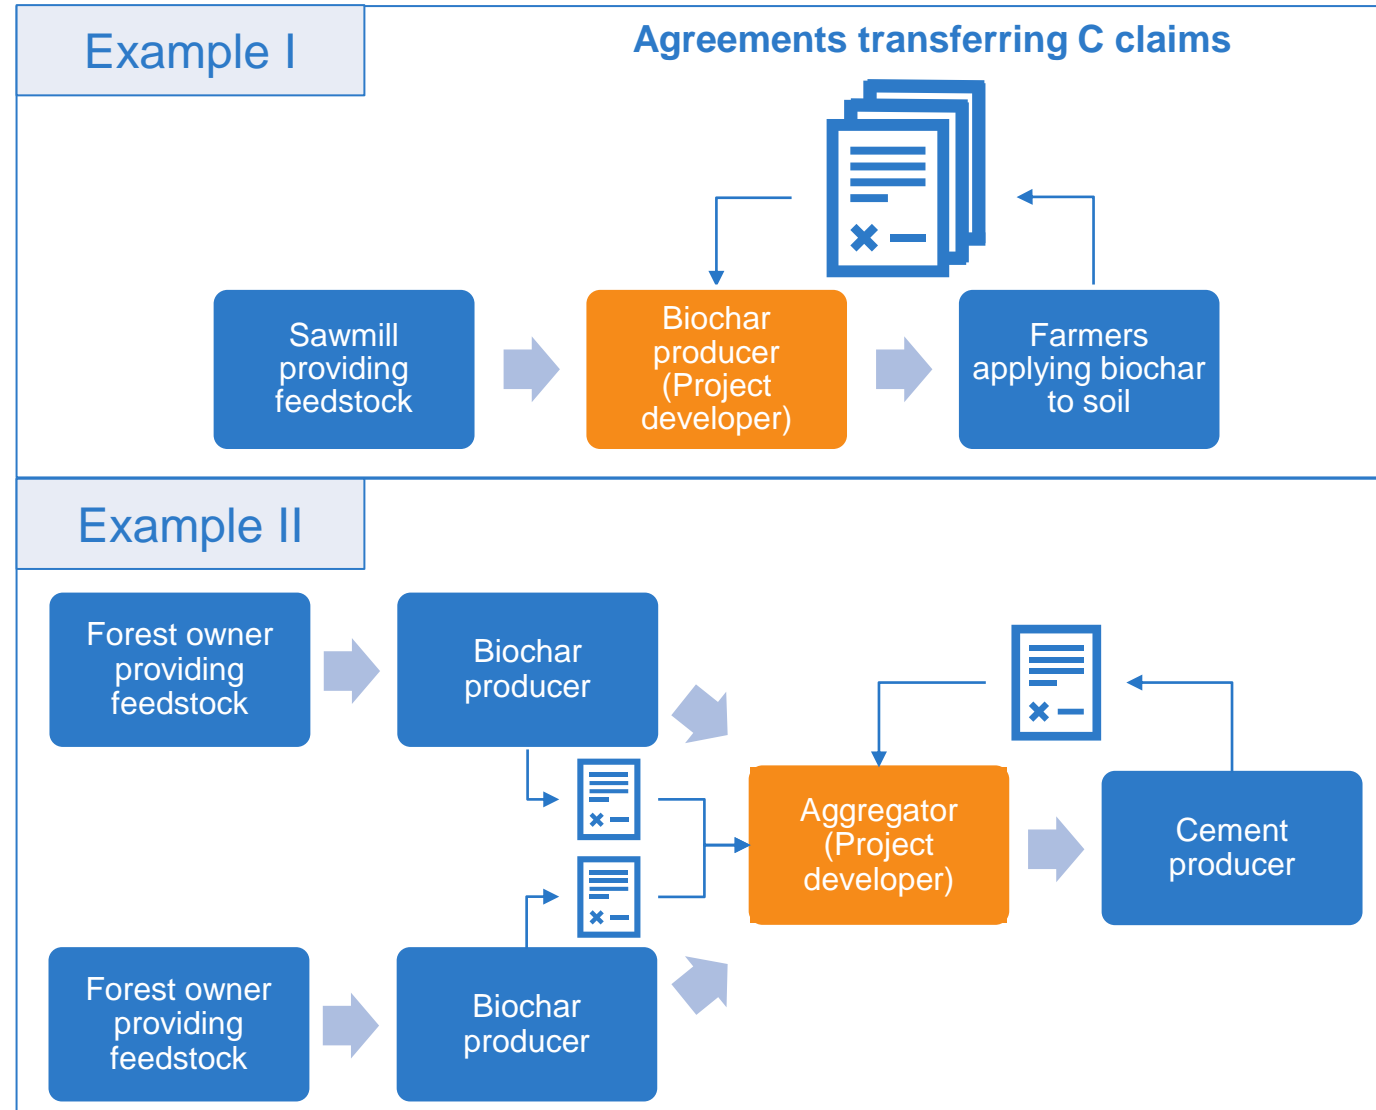 Example I
Agreements transferring C claims
Sawmill
providing
feedstock
Biochar
producer
(Project
developer)
Farmers
applying biochar
to soil
Example II
Forest owner
providing
feedstock
Biochar
producer
Aggregator
(Project
developer)
Cement
producer
Forest owner
providing
feedstock
Biochar
producer